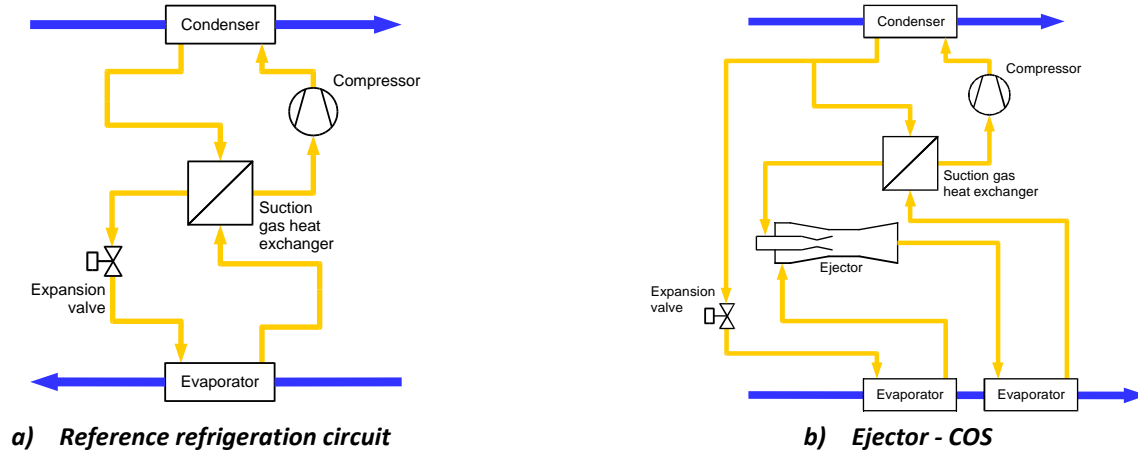 Condenser
Compressor
Suction
gas heat
exchanger
Expansion
valve
Evaporator
a) Reference refrigeration circuit
Condenser
Compressor
Suction gas
heat exchanger
Ejector
Expansion
valve
Evaporator
Evaporator
b) Ejector - COS